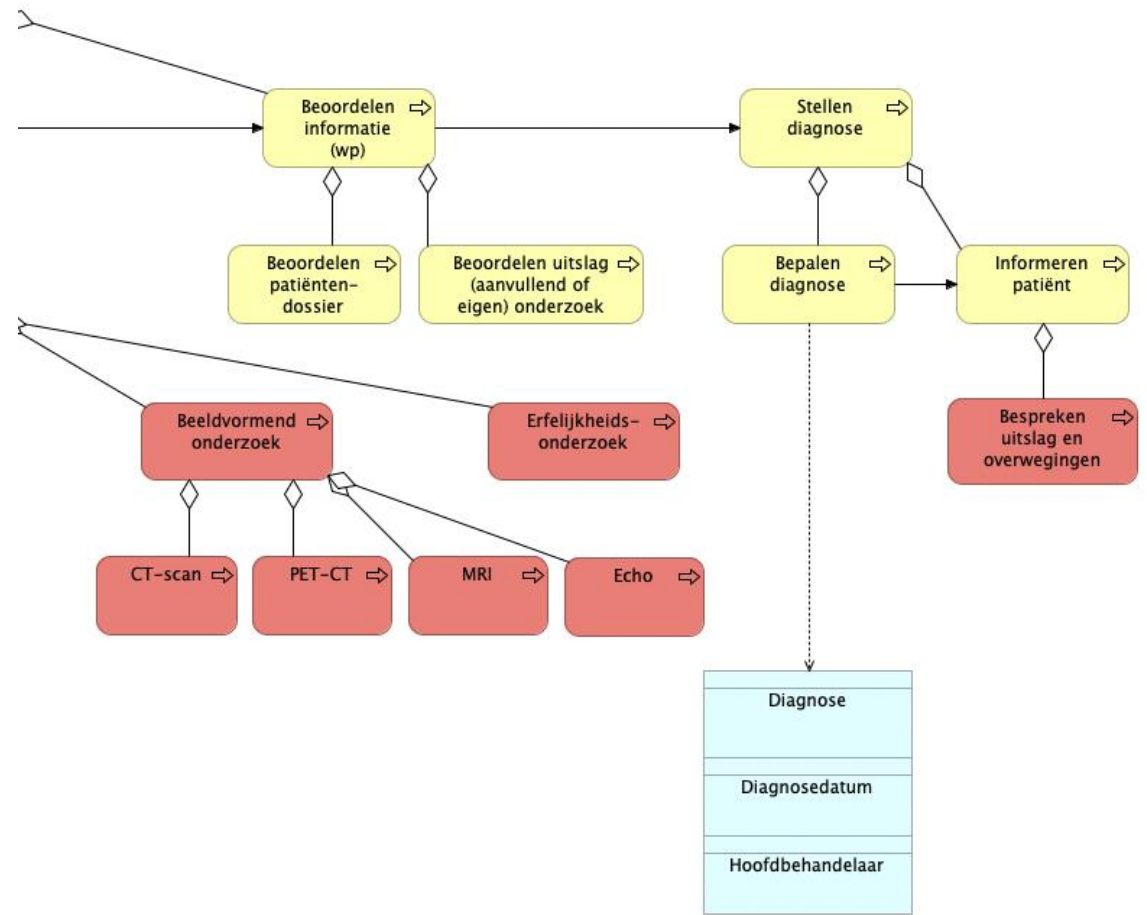 Beoordelen
informatie
(wp)
Stellen
diagnose
Beoordelen
patiënten-
dossier
Beoordelen uitslag
(aanvullend of
eigen) onderzoek
Bepalen
diagnose
Informeren
patiënt
Beeldvormend
onderzoek
Erfelijkheids-
onderzoek
Bespreken
uitslag en
overwegingen
CT-scan
PET-CT
MRI
Echo
Diagnose
Diagnosedatum
Hoofdbehandelaar